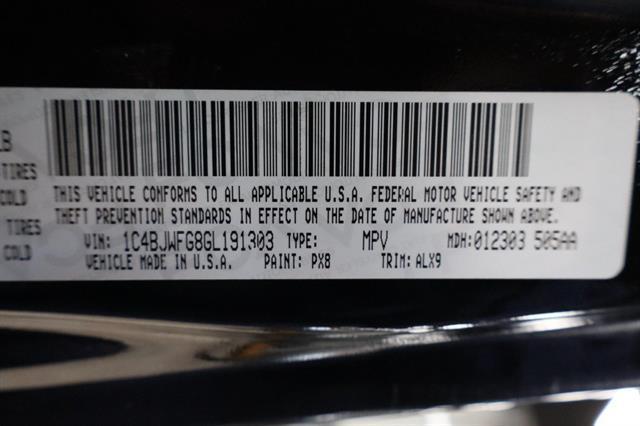 LB
TIRES
COLD
TIRES
COLD
THIS VEHICLE CONFORMS TO ALL APPLICABLE U.S.A. FEDERAL MOTOR VEHICLE SAFETY AND
THEFT PREVENTION STANDARDS IN EFFECT ON THE DATE OF MANUFACTURE SHOWN ABOVE.
VIN: 1C4BJWFG8GL191303 TYPE: MPV MDH:012303 505AA
VEHICLE MADE IN U.S.A. PAINT: PX8 TRIM: ALX9